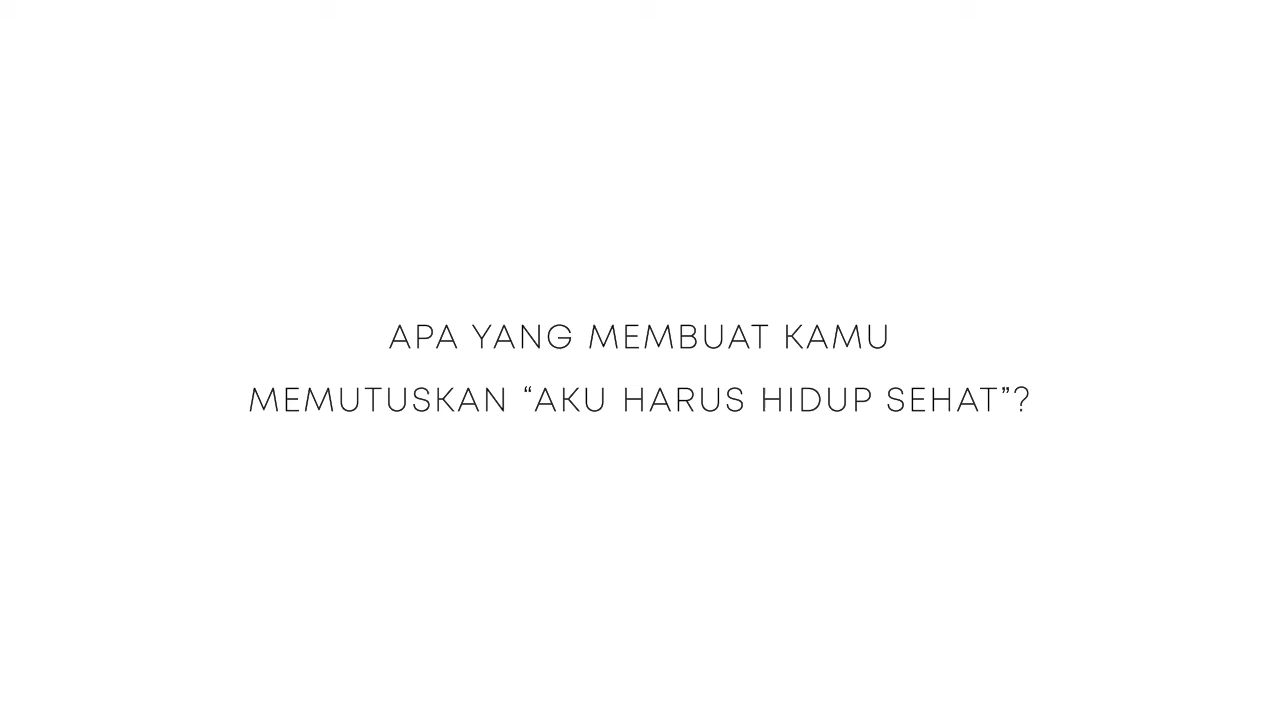 APA YANG MEMBUAT KAMU
MEMUTUSKAN “AKU HARUS HIDUP SEHAT”?